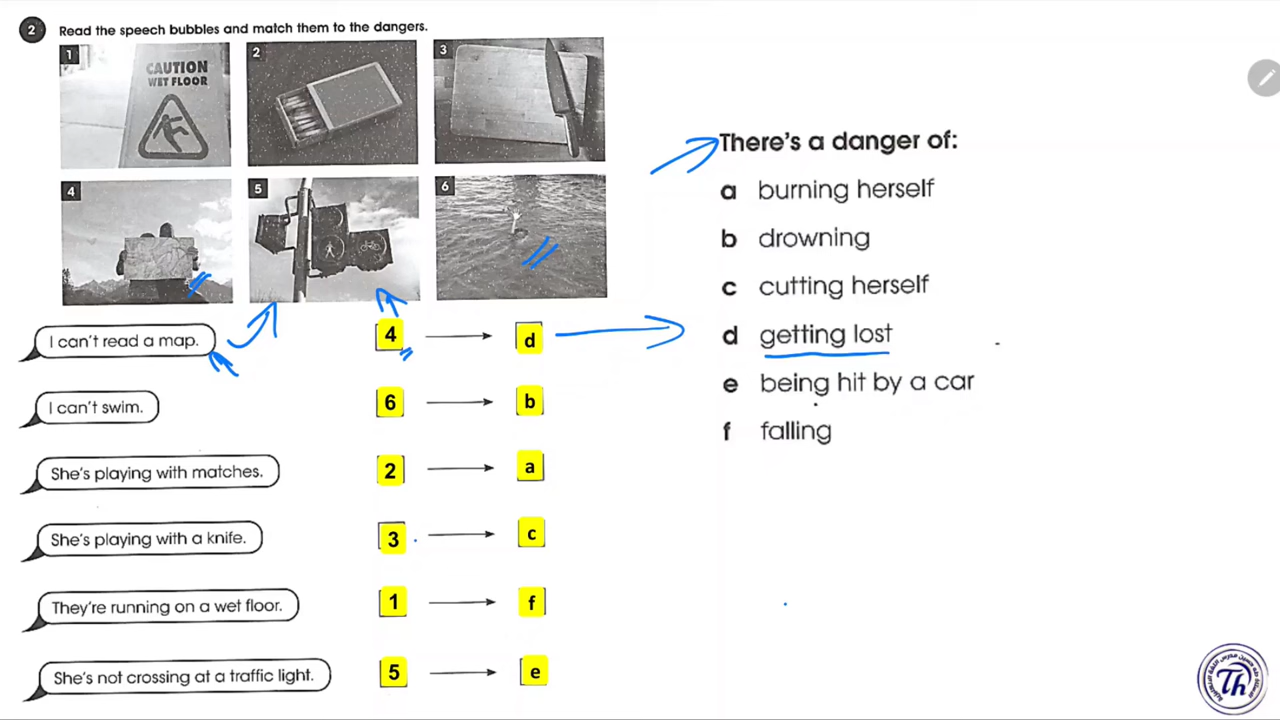 2 Read the speech bubbles and match them to the dangers.
1
CAUTION
WET FLOOR
2
3
4
5
6
I can't read a map. 4 d
I can't swim. 6 b
She's playing with matches. 2 a
She's playing with a knife. 3 c
They're running on a wet floor. 1 f
She's not crossing at a traffic light. 5 e
There's a danger of:
a burning herself
b drowning
c cutting herself
d getting lost
e being hit by a car
f falling
Th